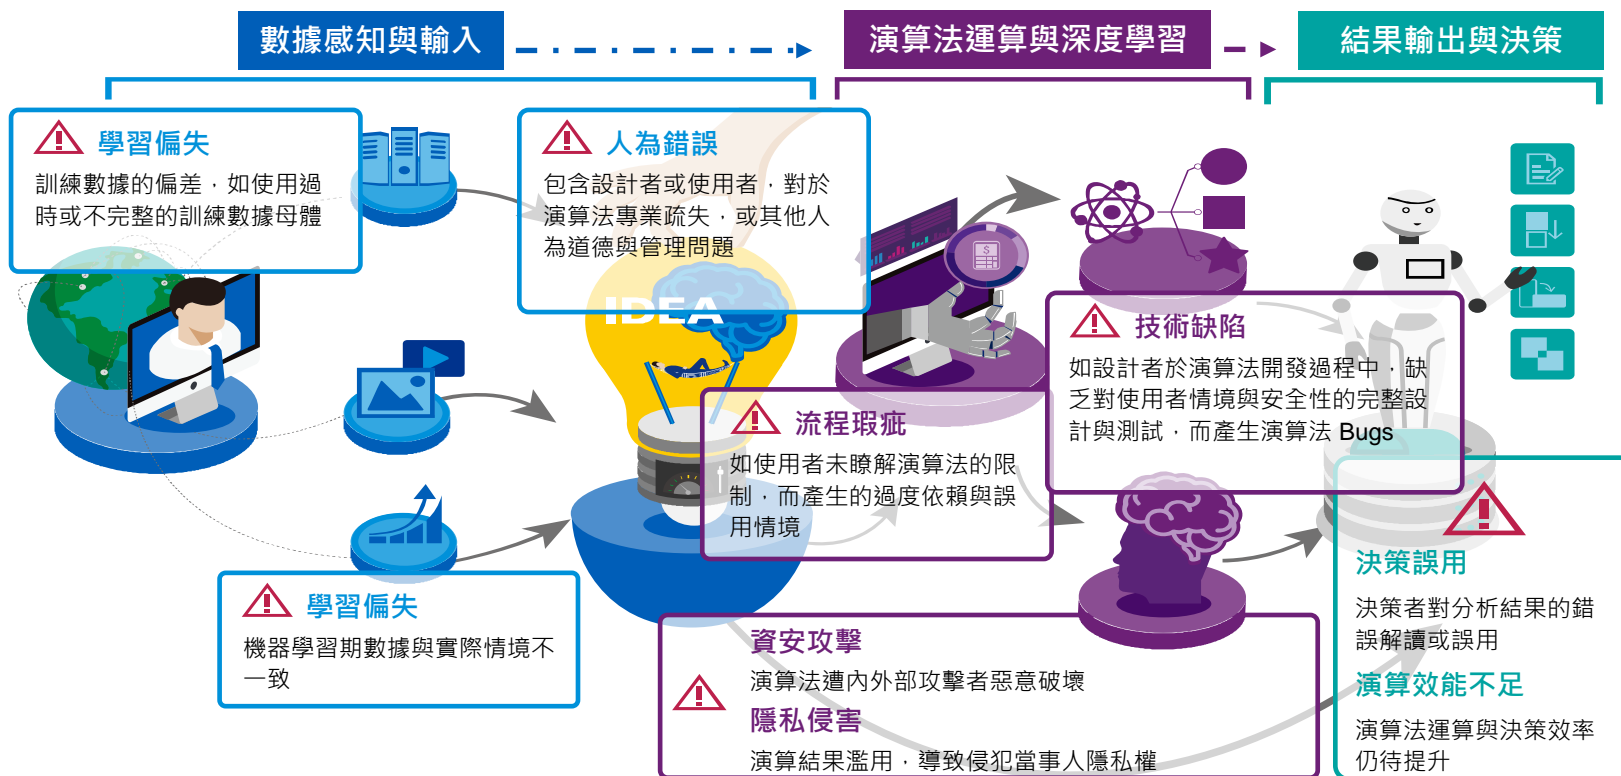 數據感知與輸入
演算法運算與深度學習
結果輸出與決策
學習偏失
訓練數據的偏差，如使用過
時或不完整的訓練數據母體
人為錯誤
包含設計者或使用者，對於
演算法專業疏失，或其他人
為道德與管理問題
IDEA
技術缺陷
如設計者於演算法開發過程中，缺
乏對使用者情境與安全性的完整設
計與測試，而產生演算法 Bugs
流程瑕疵
如使用者未瞭解演算法的限
制，而產生的過度依賴與誤
用情境
學習偏失
機器學習期數據與實際情境不
一致
資安攻擊
演算法遭內外部攻擊者惡意破壞
隱私侵害
演算結果濫用，導致侵犯當事人隱私權
決策誤用
決策者對分析結果的錯
誤解讀或誤用
演算效能不足
演算法運算與決策效率
仍待提升